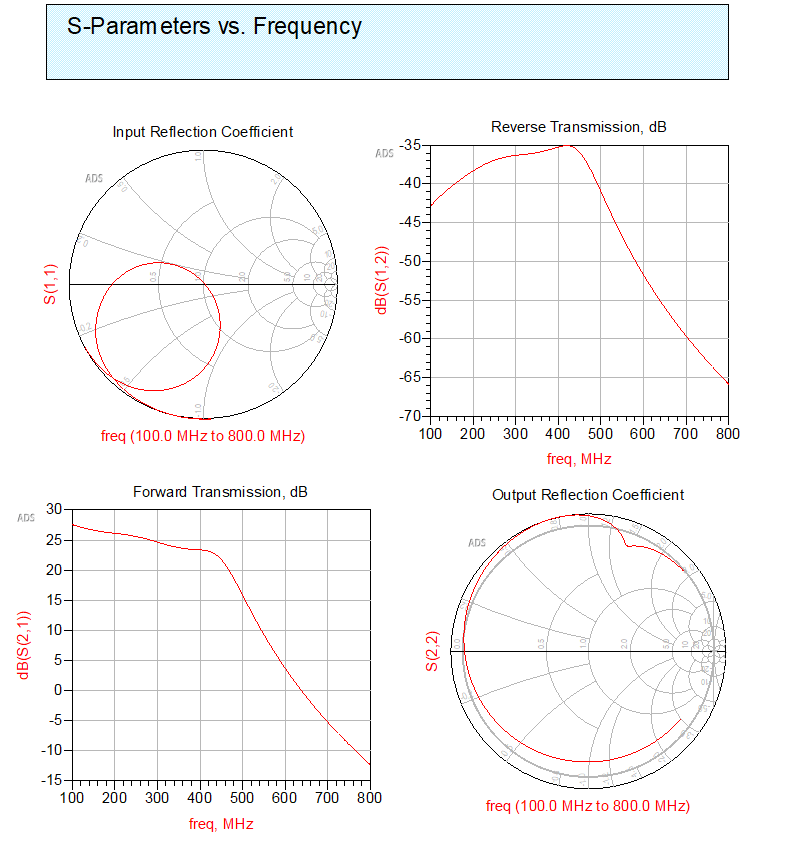 S-Parameters vs. Frequency
Input Reflection Coefficient
ADS
S(1,1)
freq (100.0 MHz to 800.0 MHz)
Reverse Transmission, dB
ADS
dB(S(1,2))
-35
-40
-45
-50
-55
-60
-65
-70
100 200 300 400 500 600 700 800
freq, MHz
Forward Transmission, dB
ADS
dB(S(2,1))
30
25
20
15
10
5
0
-5
-10
-15
100 200 300 400 500 600 700 800
freq, MHz
Output Reflection Coefficient
ADS
S(2,2)
freq (100.0 MHz to 800.0 MHz)